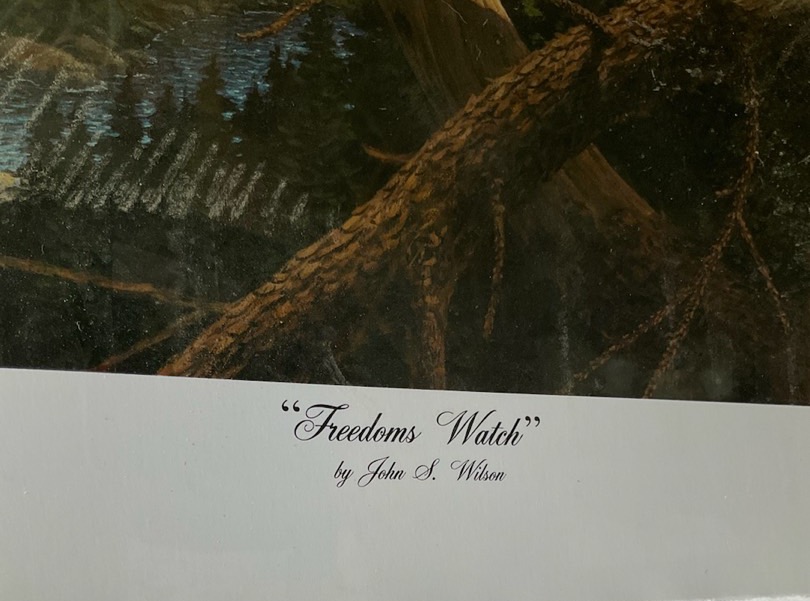 “Freedoms Watch”
by John S. Wilson